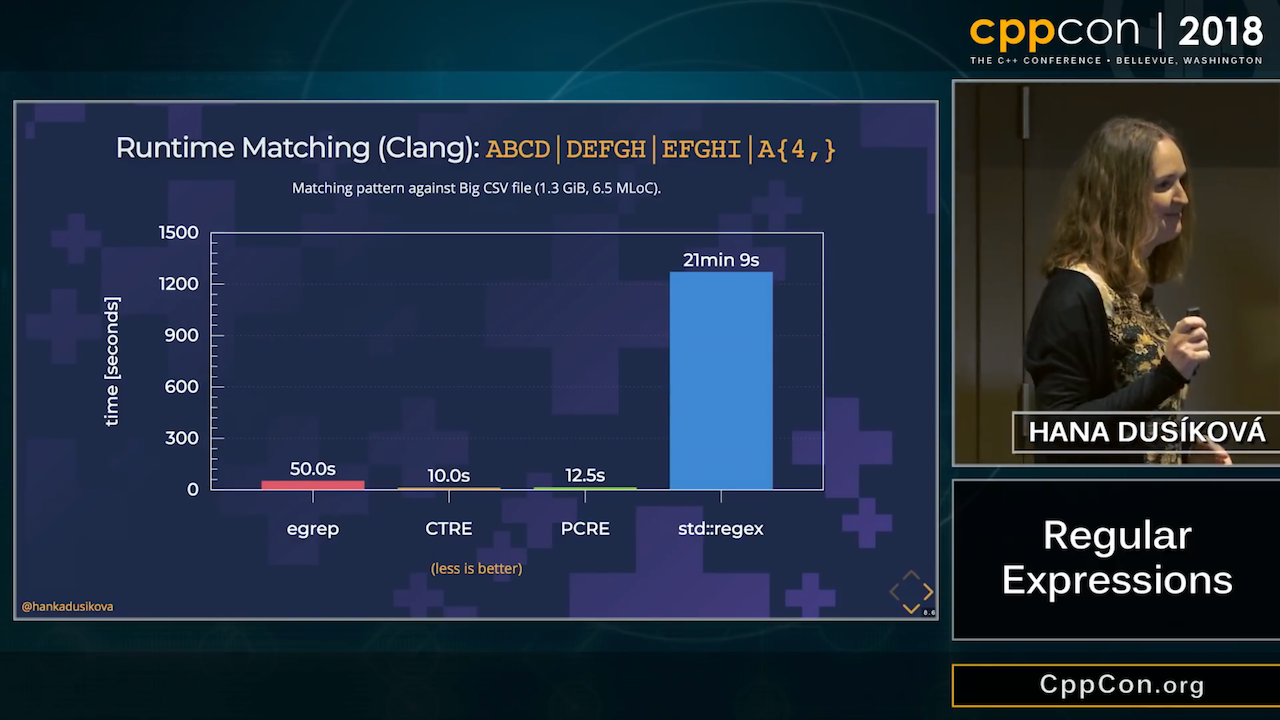 cppcon | 2018
THE C++ CONFERENCE • BELLEVUE, WASHINGTON
Runtime Matching (Clang): ABCD|DEFGH|EFGHI|A{4,}
Matching pattern against Big CSV file (1.3 GiB, 6.5 MLoC).
time [seconds]
1500
1200
900
600
300
0
50.0s
10.0s
12.5s
21min 9s
egrep
CTRE
PCRE
std::regex
(less is better)
@hankadusikova
8.6
HANA DUSÍKOVÁ
Regular
Expressions
CppCon.org